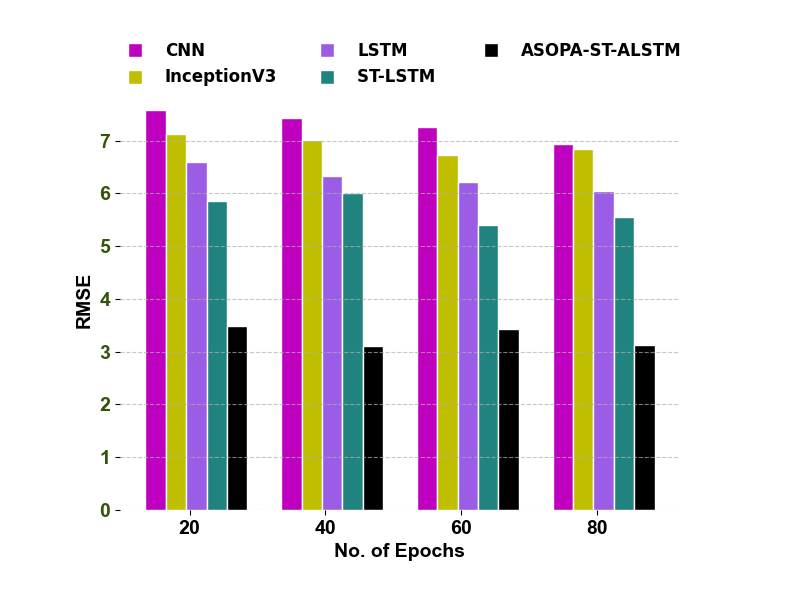 CNN
InceptionV3
LSTM
ST-LSTM
ASOPA-ST-ALSTM
RMSE
7
6
5
4
3
2
1
0
20 40 60 80
No. of Epochs